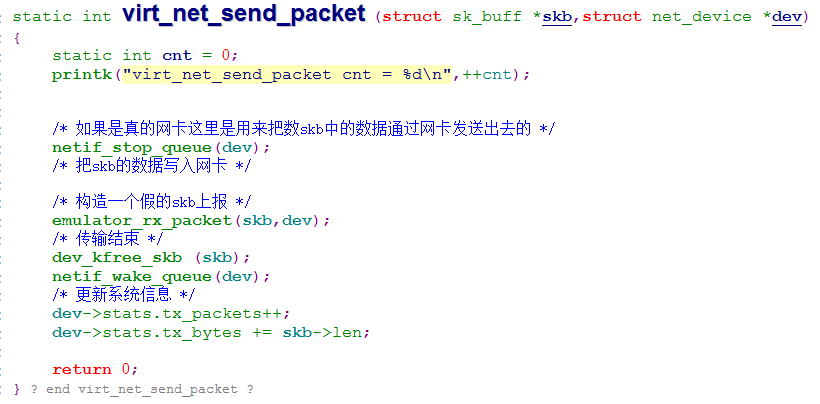 static int virt_net_send_packet (struct sk_buff *skb,struct net_device *dev)
{
static int cnt = 0;
printk("virt_net_send_packet cnt = %d\n",++cnt);
/* 如果是真的网卡这里是用来把数skb中的数据通过网卡发送出去的 */
netif_stop_queue(dev);
/* 把skb的数据写入网卡 */
/* 构造一个假的skb上报 */
emulator_rx_packet(skb,dev);
/* 传输结束 */
dev_kfree_skb (skb);
netif_wake_queue(dev);
/* 更新系统信息 */
dev->stats.tx_packets++;
dev->stats.tx_bytes += skb->len;
return 0;
} ? end virt_net_send_packet ?